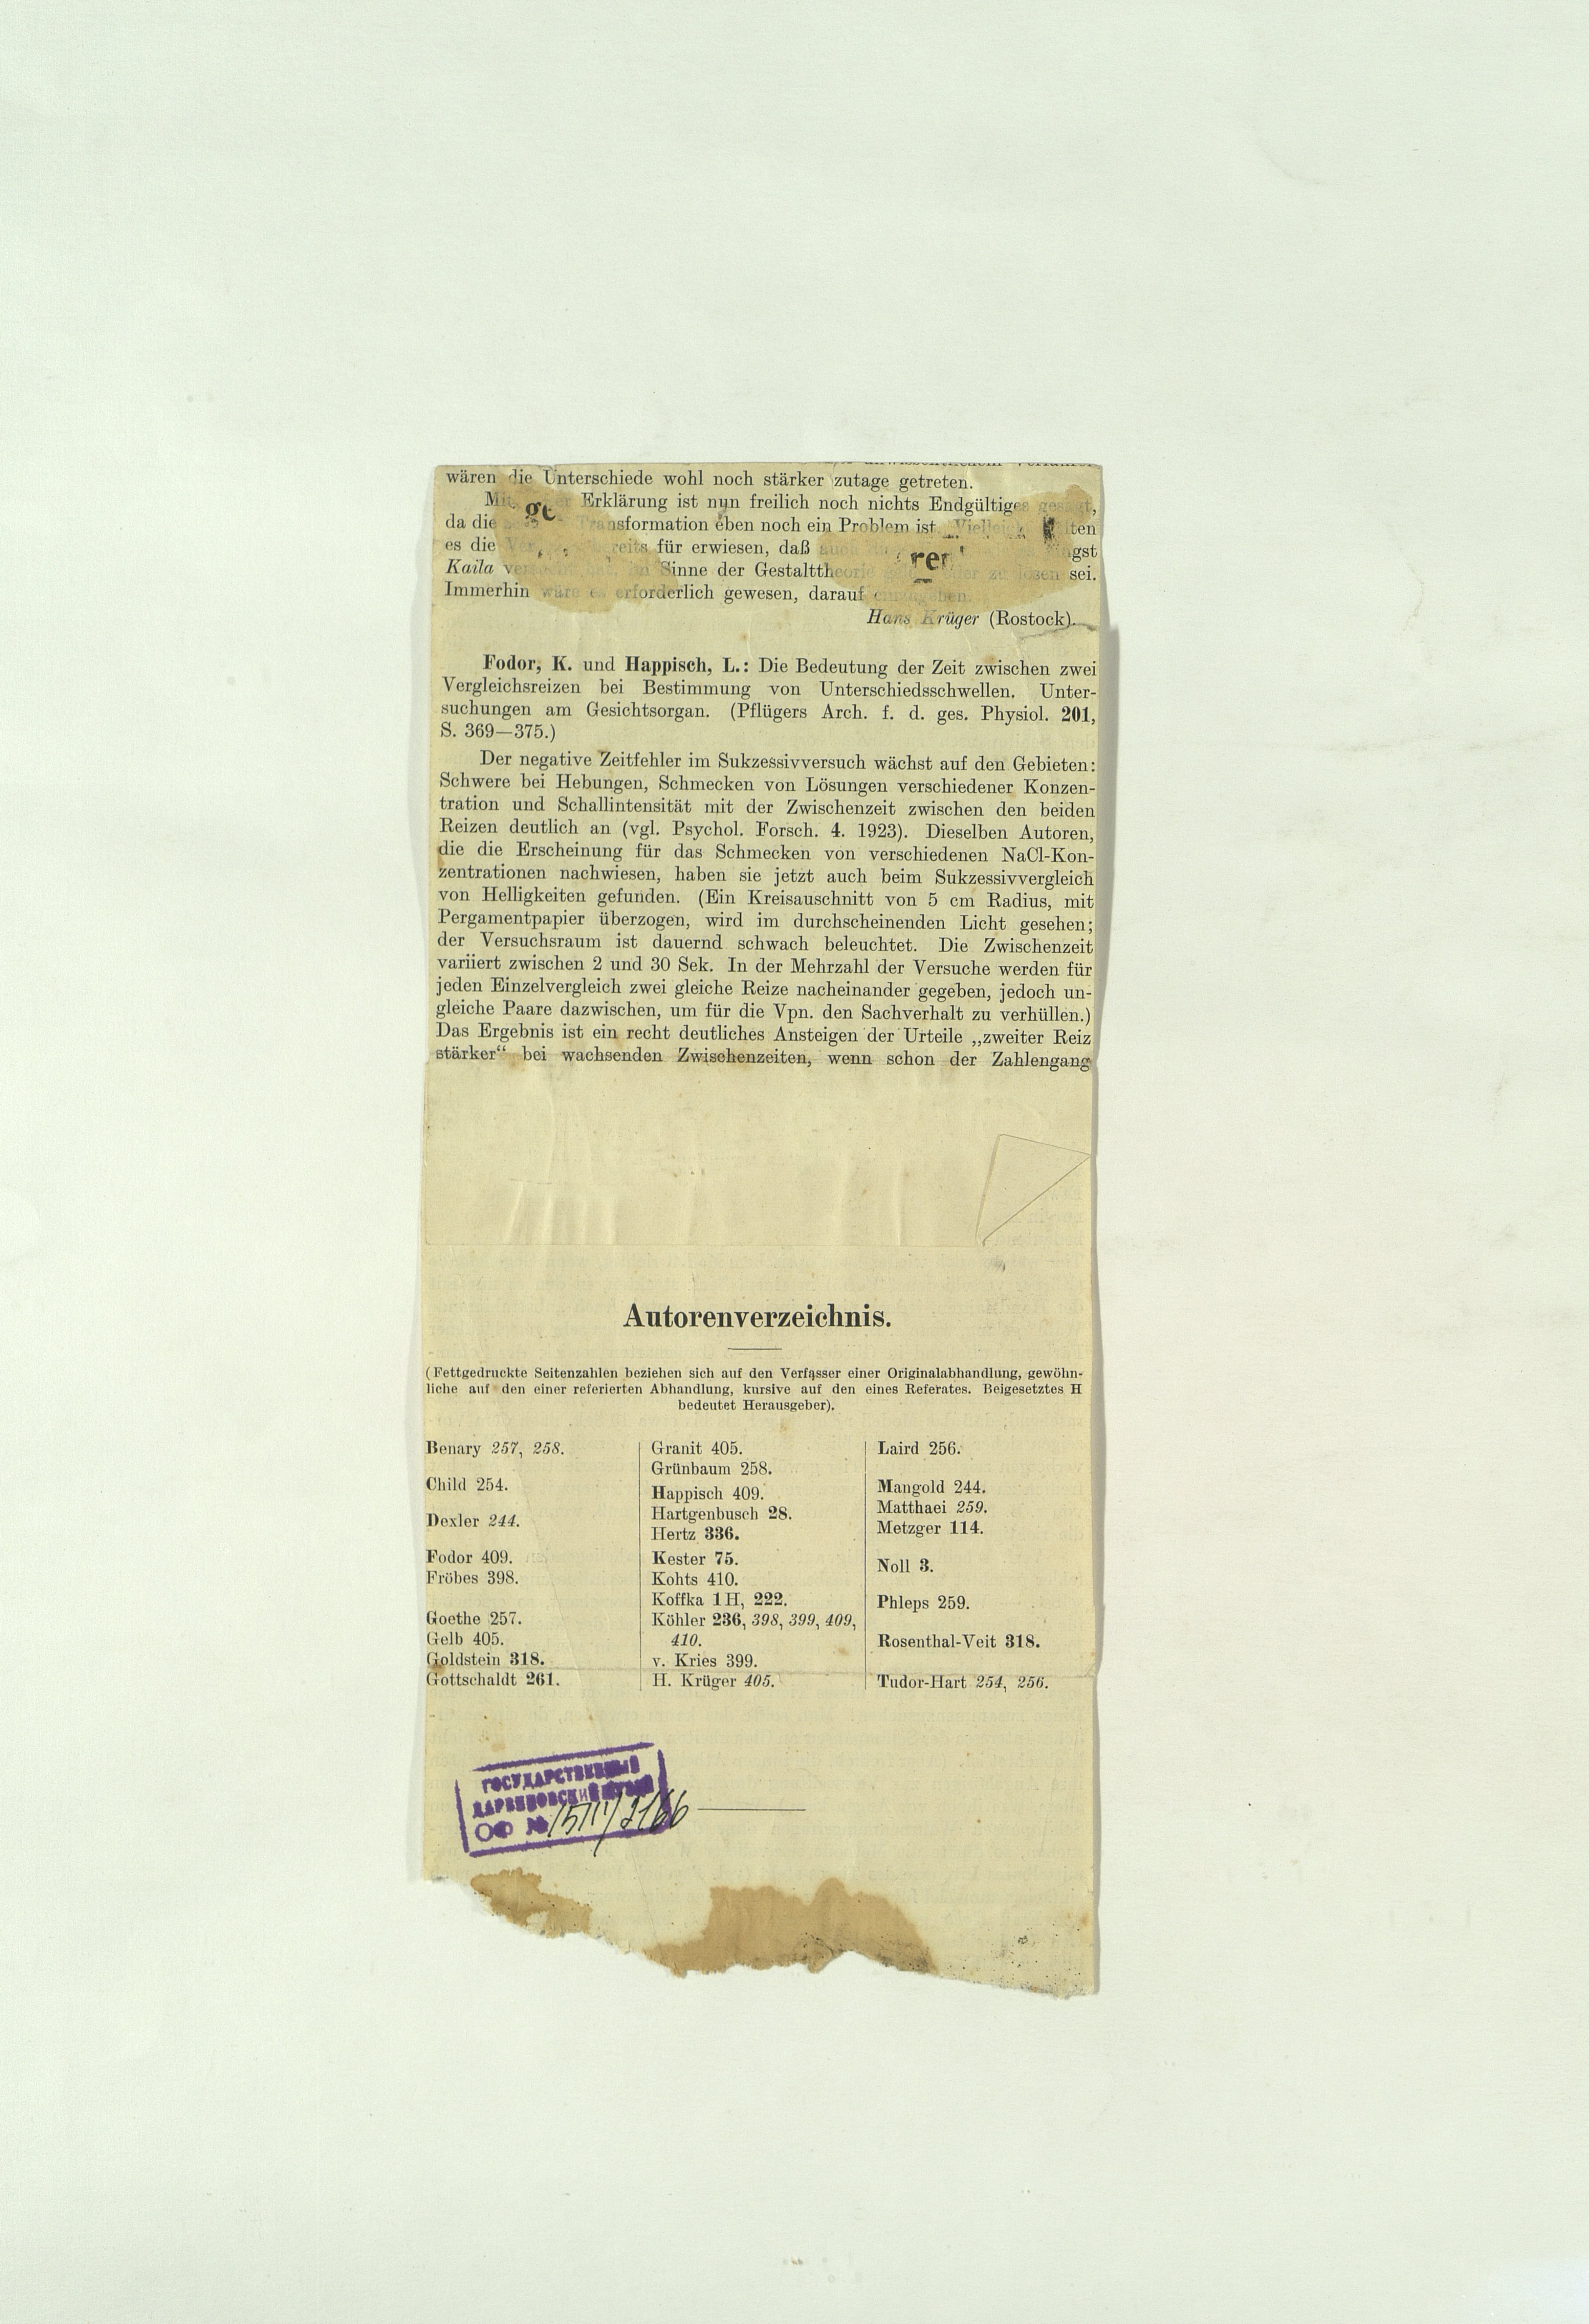 wären die Unterschiede wohl noch stärker zutage getreten.
Erklärung ist nun freilich noch nichts Endgültiges gesagt,
da die Transformation eben noch ein Problem ist.
es die bereits für erwiesen, daß
Kaila Sinne der Gestalttheorie zu lösen sei.
Immerhin wäre es erforderlich gewesen, darauf
Hans Krüger (Rostock).
Fodor, K. und Happisch, L.: Die Bedeutung der Zeit zwischen zwei
Vergleichsreizen bei Bestimmung von Unterschiedsschwellen. Unter-
suchungen am Gesichtsorgan. (Pflügers Arch. f. d. ges. Physiol. 201,
S. 369—375.)
Der negative Zeitfehler im Sukzessivversuch wächst auf den Gebieten:
Schwere bei Hebungen, Schmecken von Lösungen verschiedener Konzen-
tration und Schallintensität mit der Zwischenzeit zwischen den beiden
Reizen deutlich an (vgl. Psychol. Forsch. 4. 1923). Dieselben Autoren,
die die Erscheinung für das Schmecken von verschiedenen NaCl-Kon-
zentrationen nachwiesen, haben sie jetzt auch beim Sukzessivvergleich
von Helligkeiten gefunden. (Ein Kreisauschnitt von 5 cm Radius, mit
Pergamentpapier überzogen, wird im durchscheinenden Licht gesehen;
der Versuchsraum ist dauernd schwach beleuchtet. Die Zwischenzeit
variiert zwischen 2 und 30 Sek. In der Mehrzahl der Versuche werden für
jeden Einzelvergleich zwei gleiche Reize nacheinander gegeben, jedoch un-
gleiche Paare dazwischen, um für die Vpn. den Sachverhalt zu verhüllen.)
Das Ergebnis ist ein recht deutliches Ansteigen der Urteile „zweiter Reiz
stärker“ bei wachsenden Zwischenzeiten, wenn schon der Zahlengang
Autorenverzeichnis.
(Fettgedruckte Seitenzahlen beziehen sich auf den Verfasser einer Originalabhandlung, gewöhn-
liche auf den einer referierten Abhandlung, kursive auf den eines Referates. Beigesetztes H
bedeutet Herausgeber).
Benary 257, 258.
Child 254.
Dexler 244.
Fodor 409.
Fröbes 398.
Goethe 257.
Gelb 405.
Goldstein 318.
Gottschaldt 261.
Granit 405.
Grünbaum 258.
Happisch 409.
Hartgenbusch 28.
Hertz 336.
Kester 75.
Kohts 410.
Koffka 1H, 222.
Köhler 236, 398, 399, 409,
410.
v. Kries 399.
H. Krüger 405.
Laird 256.
Mangold 244.
Matthaei 259.
Metzger 114.
Noll 3.
Phleps 259.
Rosenthal-Veit 318.
Tudor-Hart 254, 256.
ГОСУДАРСТВЕННЫЙ
ДАРВИНОВСКИЙ МУЗЕЙ
ОФ №